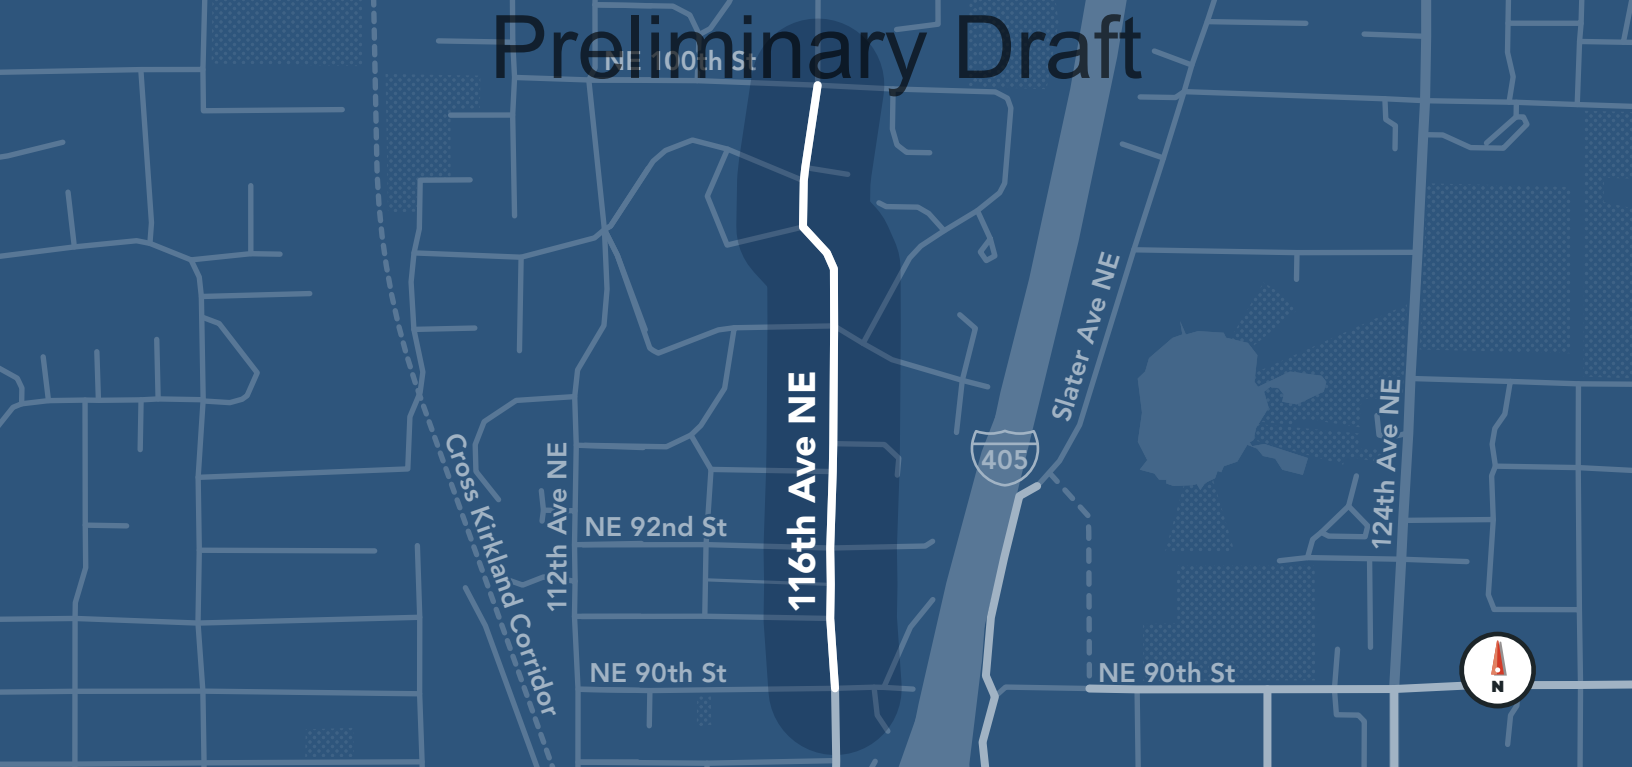 Preliminary Draft
NE 100th St
Slater Ave NE
116th Ave NE
124th Ave NE
405
Cross Kirkland Corridor
112th Ave NE
NE 92nd St
NE 90th St
NE 90th St
N